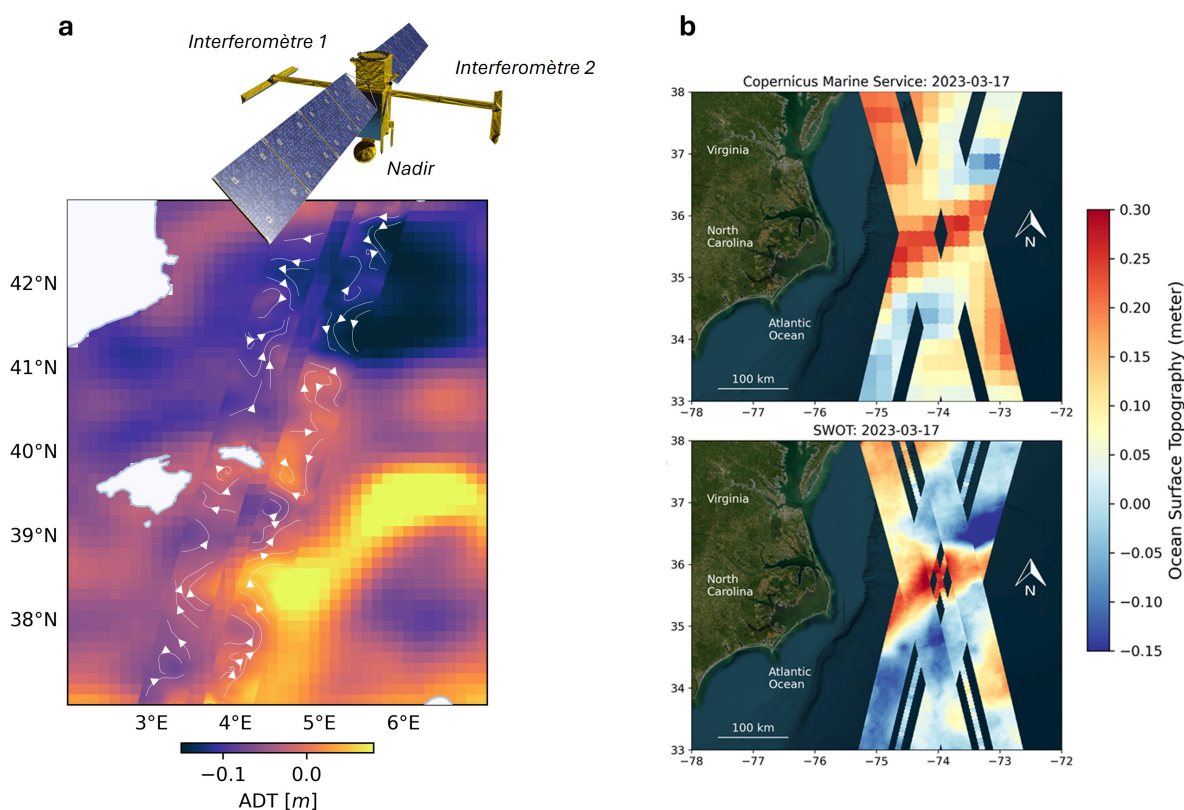 a
Interferomètre 1
Interferomètre 2
Nadir
42°N
41°N
40°N
39°N
38°N
3°E 4°E 5°E 6°E
−0.1 0.0
ADT [m]
b
Copernicus Marine Service: 2023-03-17
38
37
36
35
34
33
Virginia
North
Carolina
Atlantic
Ocean
N
100 km
−78 −77 −76 −75 −74 −73 −72
SWOT: 2023-03-17
38
37
36
35
34
33
Virginia
North
Carolina
Atlantic
Ocean
N
100 km
−78 −77 −76 −75 −74 −73 −72
0.30
0.25
0.20
0.15
0.10
0.05
0.00
−0.05
−0.10
−0.15
Ocean Surface Topography (meter)